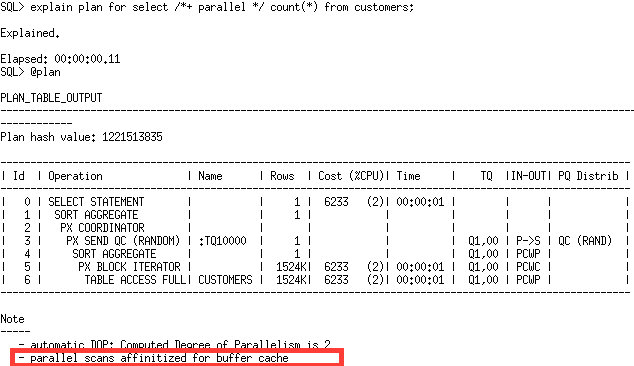 SQL> explain plan for select /*+ parallel */ count(*) from customers;
Explained.
Elapsed: 00:00:00.11
SQL> @plan
PLAN_TABLE_OUTPUT
--------------------------------------------------------------------------------------------
------------
Plan hash value: 1221513835
--------------------------------------------------------------------------------------------
| Id  | Operation              | Name      | Rows  | Cost (%CPU)| Time     |    TQ  |IN-OUT| PQ Distrib |
--------------------------------------------------------------------------------------------
|   0 | SELECT STATEMENT       |           |     1 |  6233   (2)| 00:00:01 |        |      |            |
|   1 |  SORT AGGREGATE        |           |     1 |            |          |        |      |            |
|   2 |   PX COORDINATOR       |           |       |            |          |        |      |            |
|   3 |    PX SEND QC (RANDOM) | :TQ10000  |     1 |            |          |  Q1,00 | P->S | QC (RAND)  |
|   4 |     SORT AGGREGATE     |           |     1 |            |          |  Q1,00 | PCWP |            |
|   5 |      PX BLOCK ITERATOR |           |  1524K|  6233   (2)| 00:00:01 |  Q1,00 | PCWC |            |
|   6 |       TABLE ACCESS FULL| CUSTOMERS |  1524K|  6233   (2)| 00:00:01 |  Q1,00 | PCWP |            |
--------------------------------------------------------------------------------------------
Note
-----
- automatic DOP: Computed Degree of Parallelism is 2
- parallel scans affinitized for buffer cache